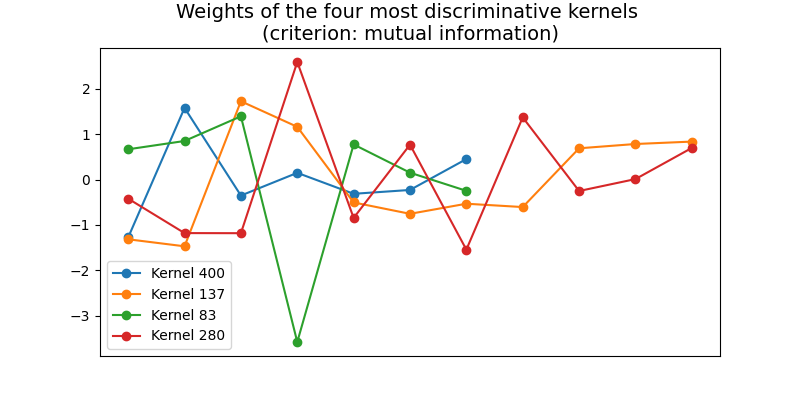 Weights of the four most discriminative kernels
(criterion: mutual information)
2
1
0
−1
−2
−3
Kernel 400
Kernel 137
Kernel 83
Kernel 280